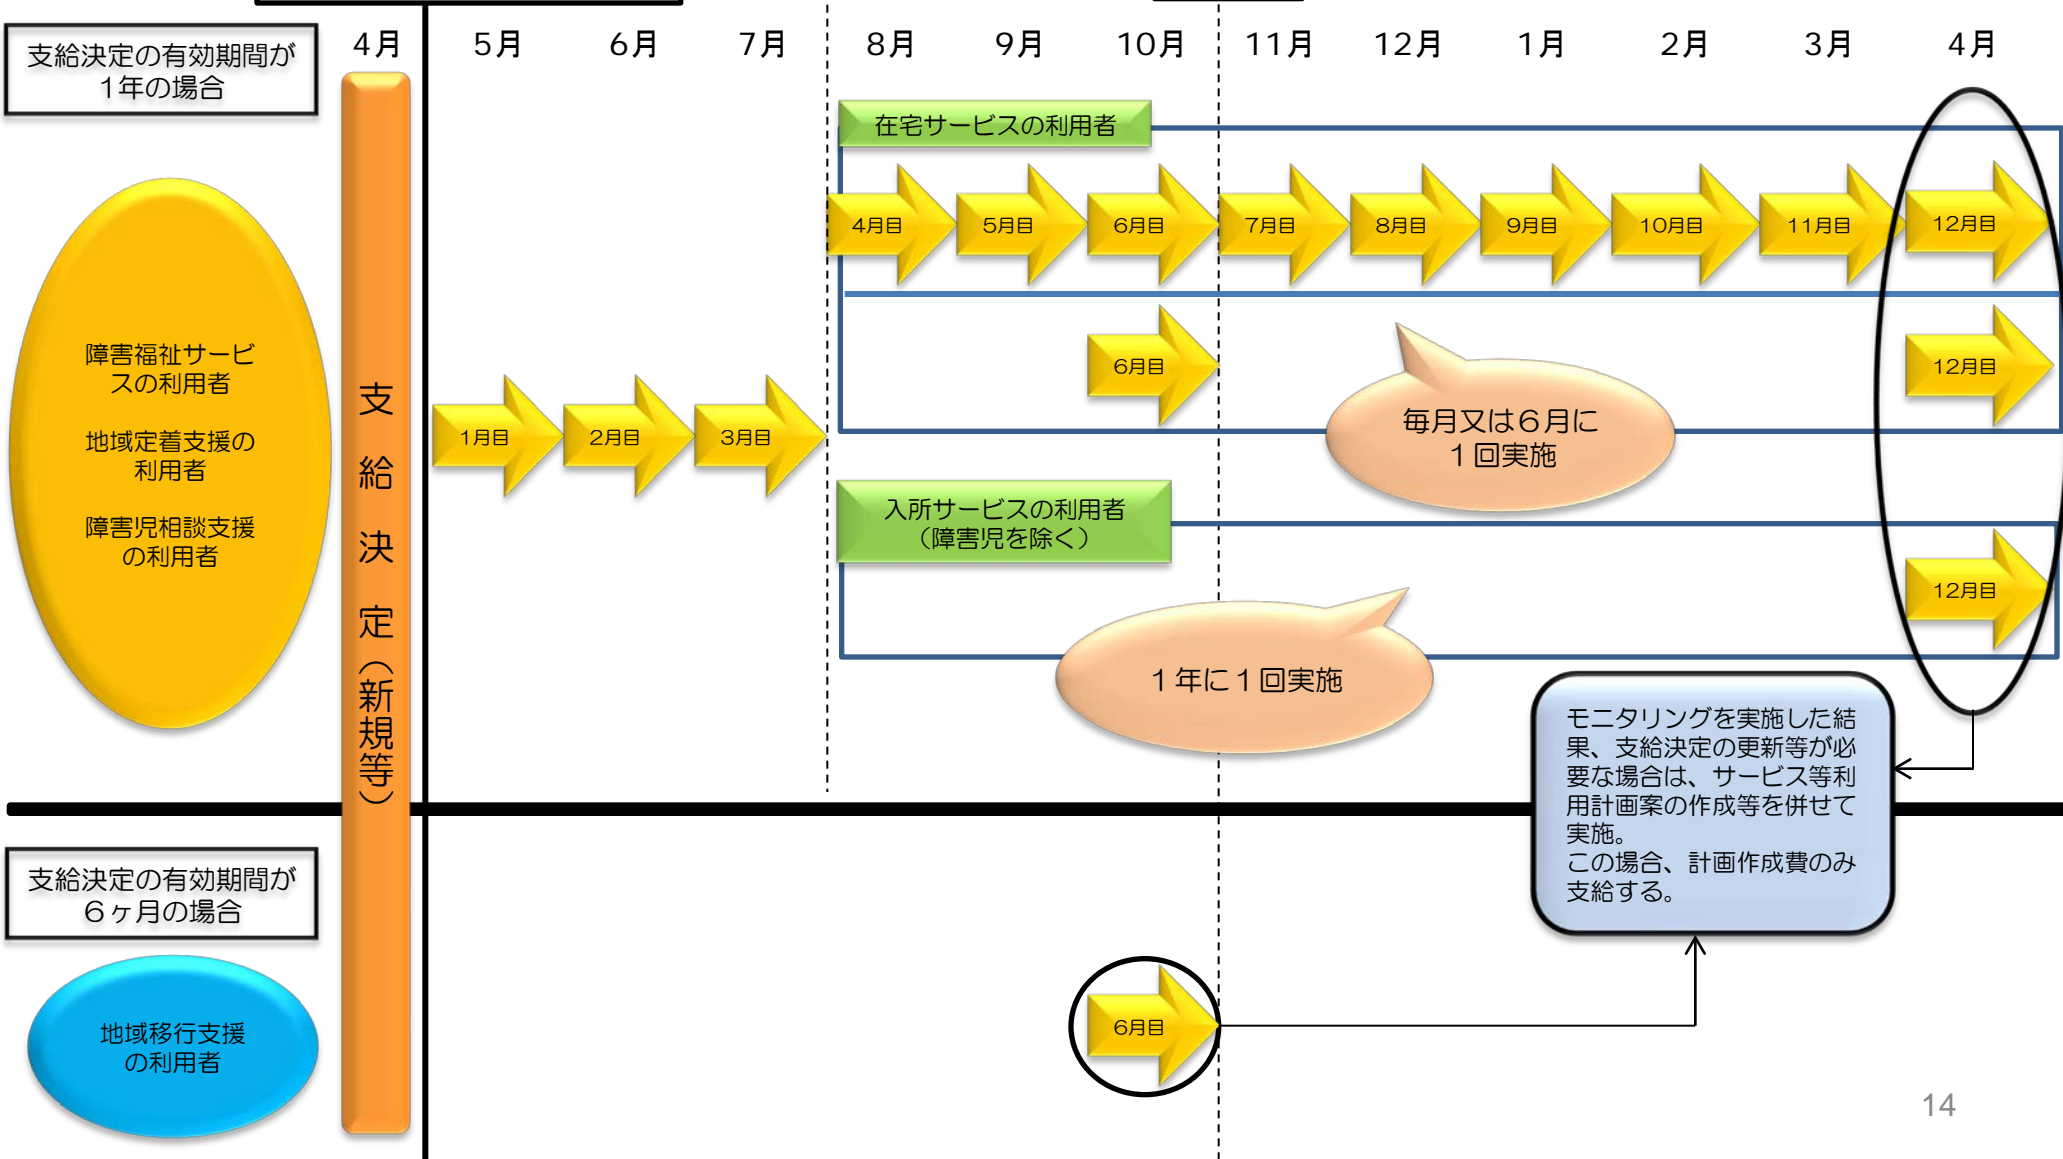 支給決定の有効期間が
1年の場合
4月
5月
6月
7月
8月
9月
10月
11月
12月
1月
2月
3月
4月
在宅サービスの利用者
4月目
5月目
6月目
7月目
8月目
9月目
10月目
11月目
12月目
障害福祉サービ
スの利用者
地域定着支援の
利用者
障害児相談支援
の利用者
支給決定（新規等）
1月目
2月目
3月目
6月目
12月目
毎月又は６月に
１回実施
入所サービスの利用者
（障害児を除く）
12月目
１年に１回実施
モニタリングを実施した結
果、支給決定の更新等が必
要な場合は、サービス等利
用計画案の作成等を併せて
実施。
この場合、計画作成費のみ
支給する。
支給決定の有効期間が
６ヶ月の場合
地域移行支援
の利用者
6月目
14